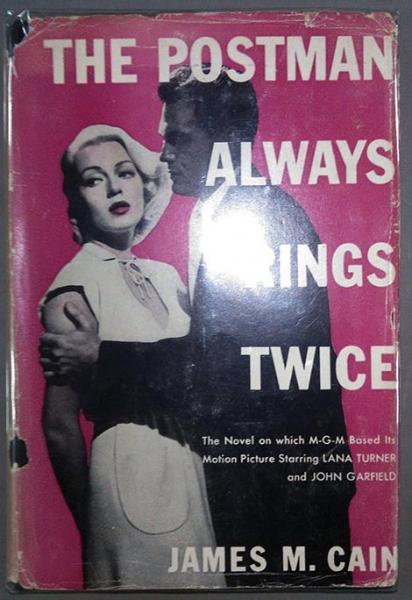 THE POSTMAN
ALWAYS
RINGS
TWICE
The Novel on which M-G-M Based Its
Motion Picture Starring LANA TURNER
and JOHN GARFIELD
JAMES M. CAIN